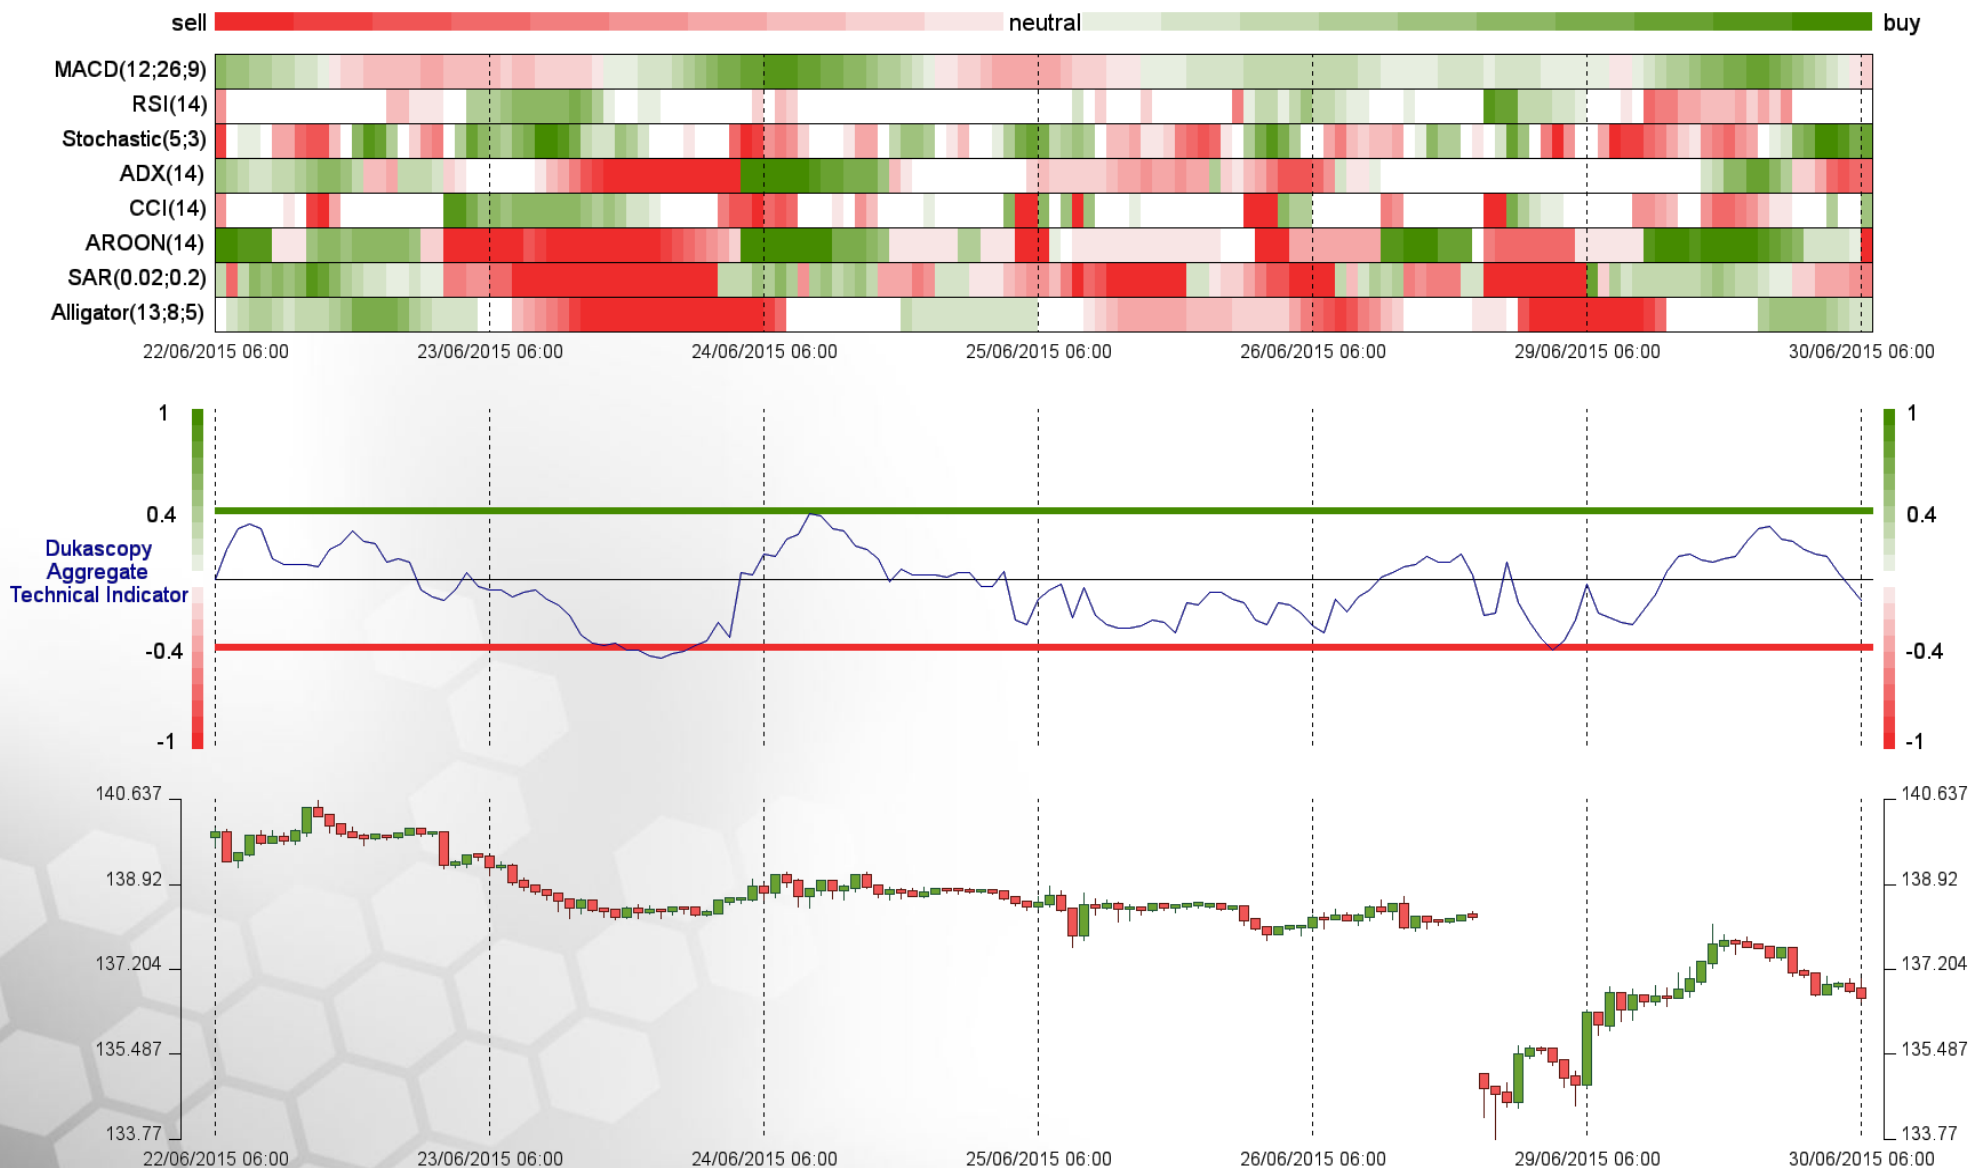 sell neutral buy
MACD(12;26;9)
RSI(14)
Stochastic(5;3)
ADX(14)
CCI(14)
AROON(14)
SAR(0.02;0.2)
Alligator(13;8;5)
22/06/2015 06:00 23/06/2015 06:00 24/06/2015 06:00 25/06/2015 06:00 26/06/2015 06:00 29/06/2015 06:00 30/06/2015 06:00
1 1
0.4 0.4
Dukascopy
Aggregate
Technical Indicator
-0.4 -0.4
-1 -1
140.637 140.637
138.92 138.92
137.204 137.204
135.487 135.487
133.77 133.77
22/06/2015 06:00 23/06/2015 06:00 24/06/2015 06:00 25/06/2015 06:00 26/06/2015 06:00 29/06/2015 06:00 30/06/2015 06:00